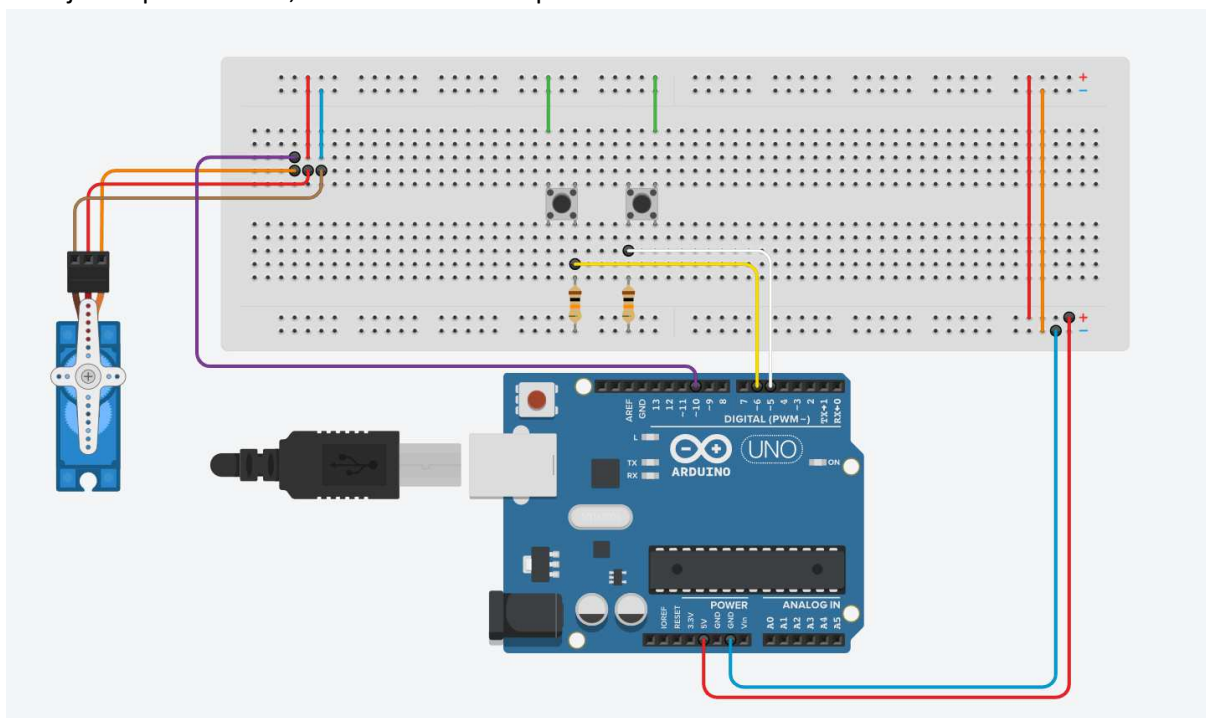 +
−
+
−
AREF
GND
13
12
~11
~10
~9
8
7
~6
~5
4
~3
2
TX→1
RX←0
DIGITAL (PWM~)
L
TX
RX
ARDUINO
UNO
ON
POWER
ANALOG IN
IOREF
RESET
3.3V
5V
GND
GND
Vin
A0
A1
A2
A3
A4
A5